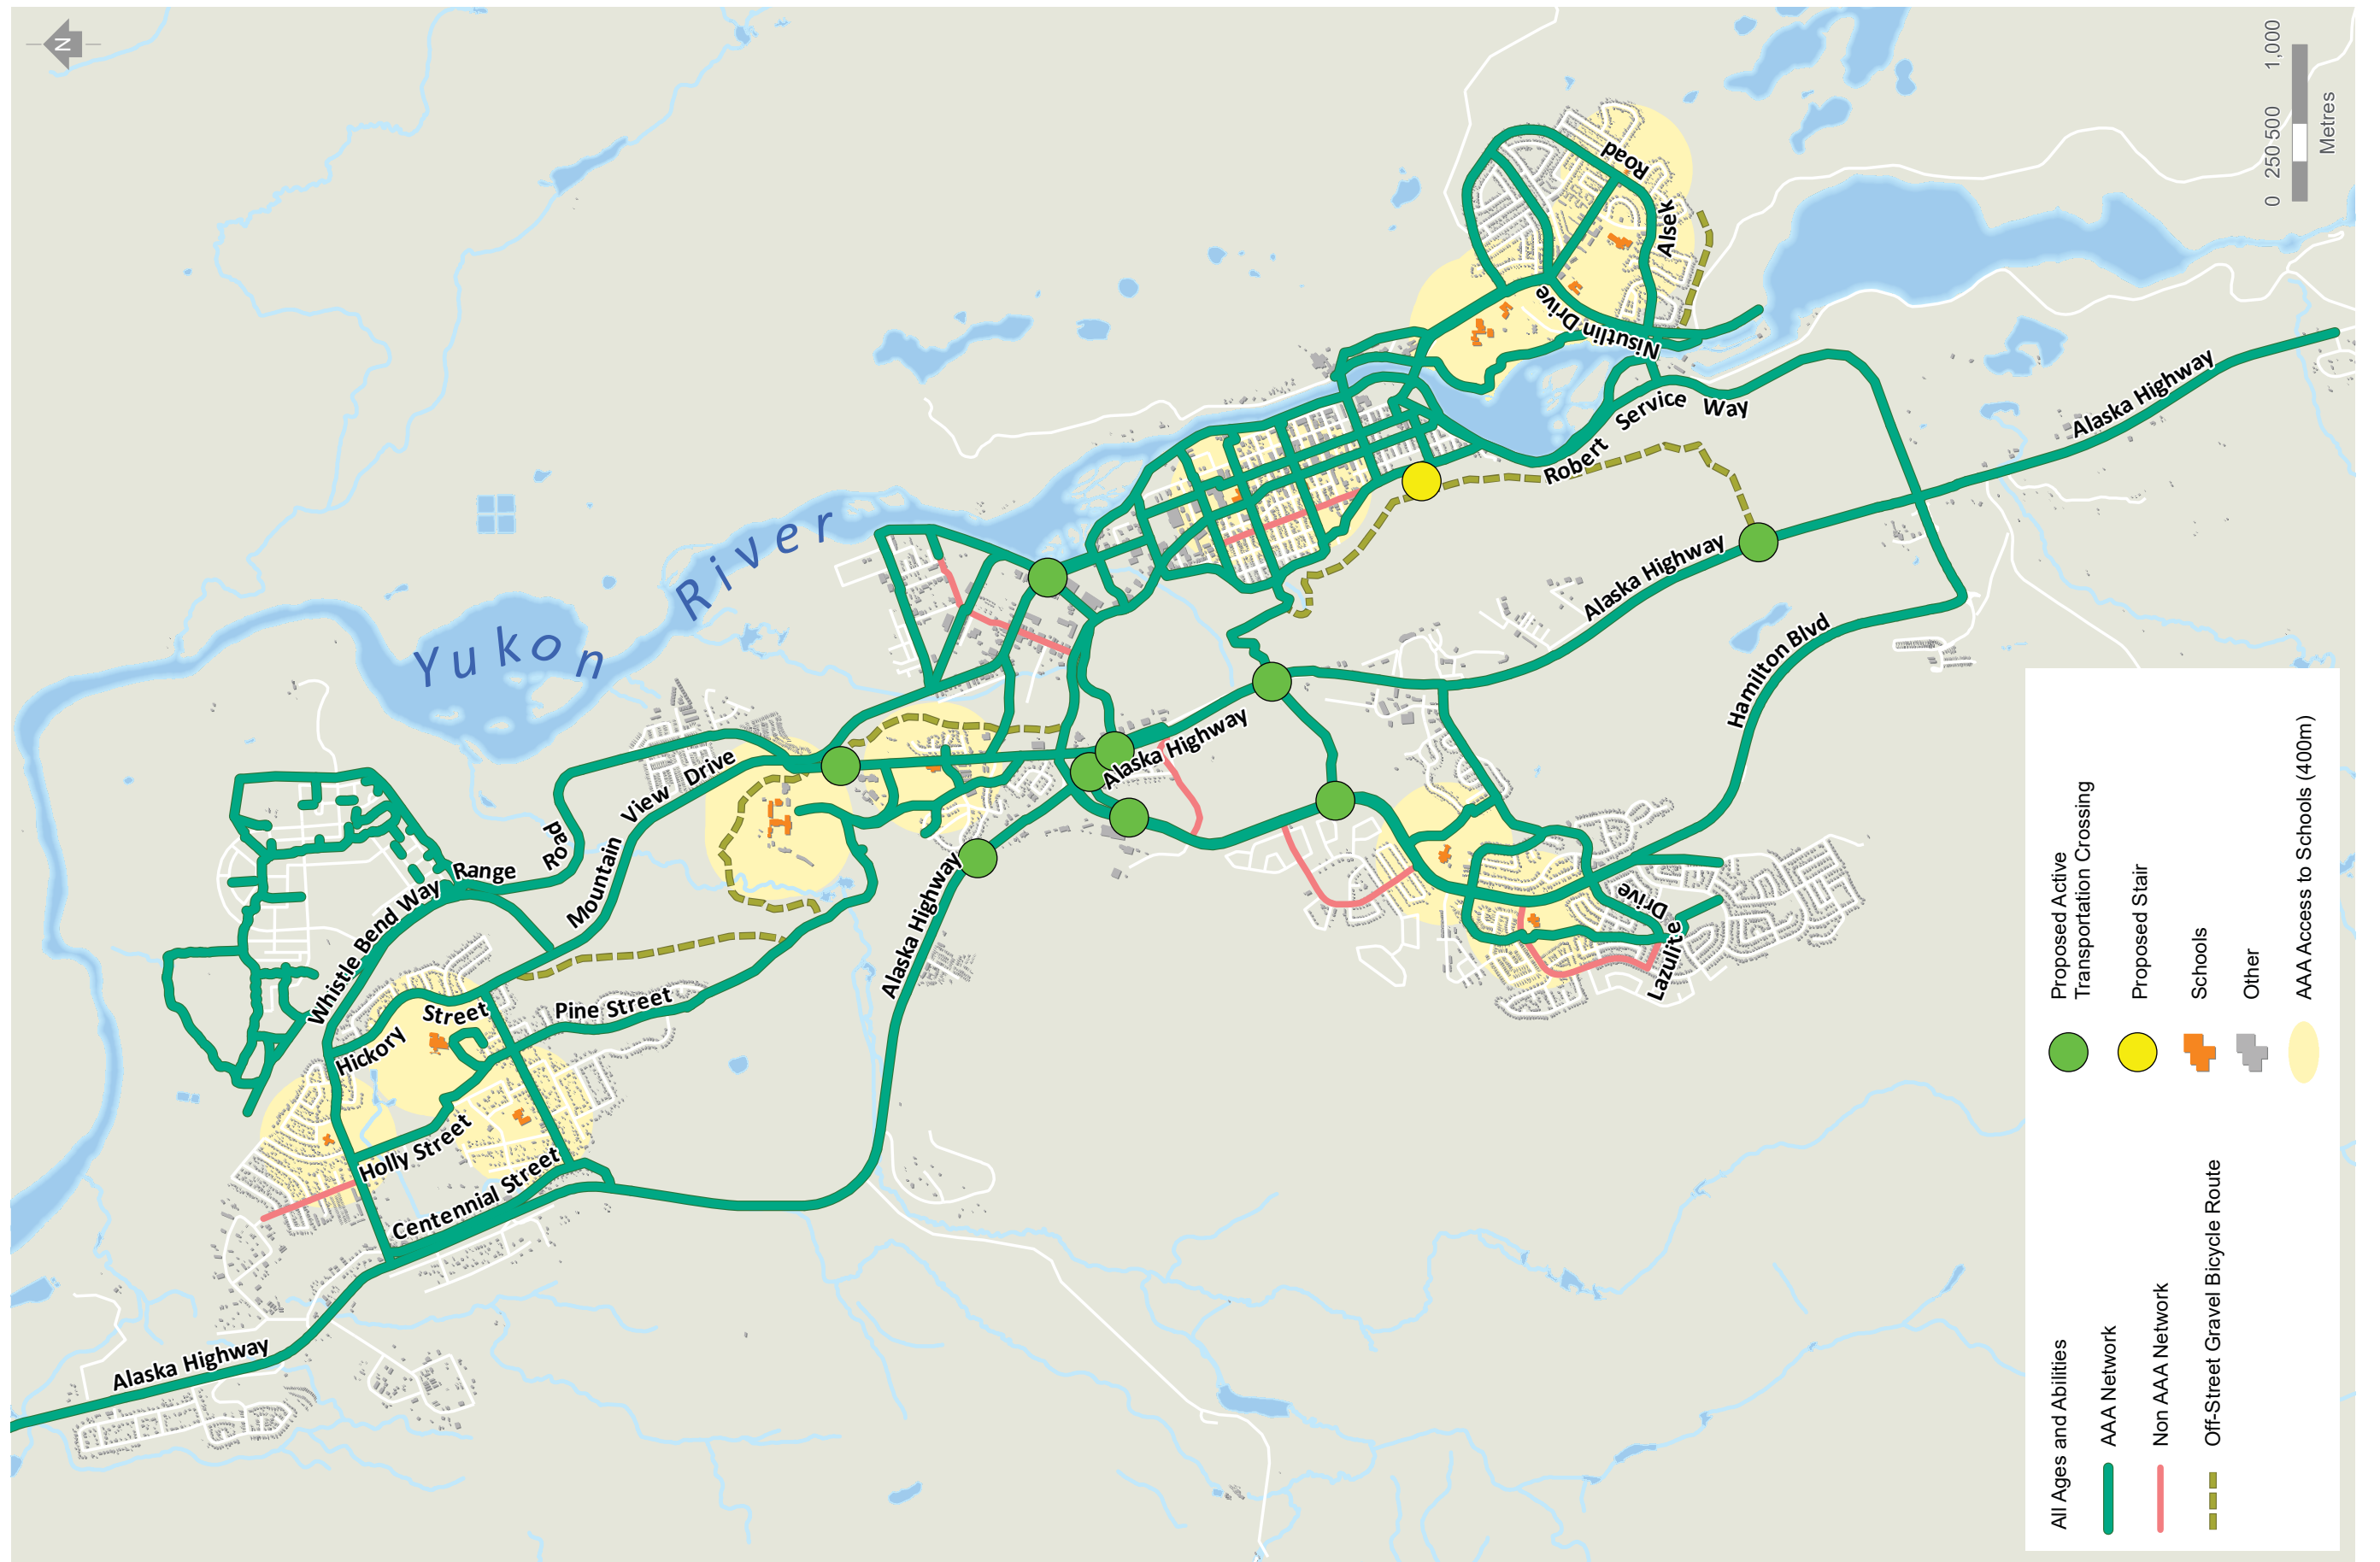 N
Alaska Highway
Centennial Street
Holly Street
Hickory
Street
Pine Street
Whistle Bend Way
Range
Road
Mountain
View Drive
Yukon
River
Alaska Highway
Alaska Highway
Alaska Highway
Alaska Highway
Hamilton Blvd
Lazulite
Drive
Robert
Service
Way
Nisutlin Drive
Alsek
Road
0 250 500 1,000
Metres
All Ages and Abilities
AAA Network
Non AAA Network
Off-Street Gravel Bicycle Route
Proposed Active
Transportation Crossing
Proposed Stair
Schools
Other
AAA Access to Schools (400m)